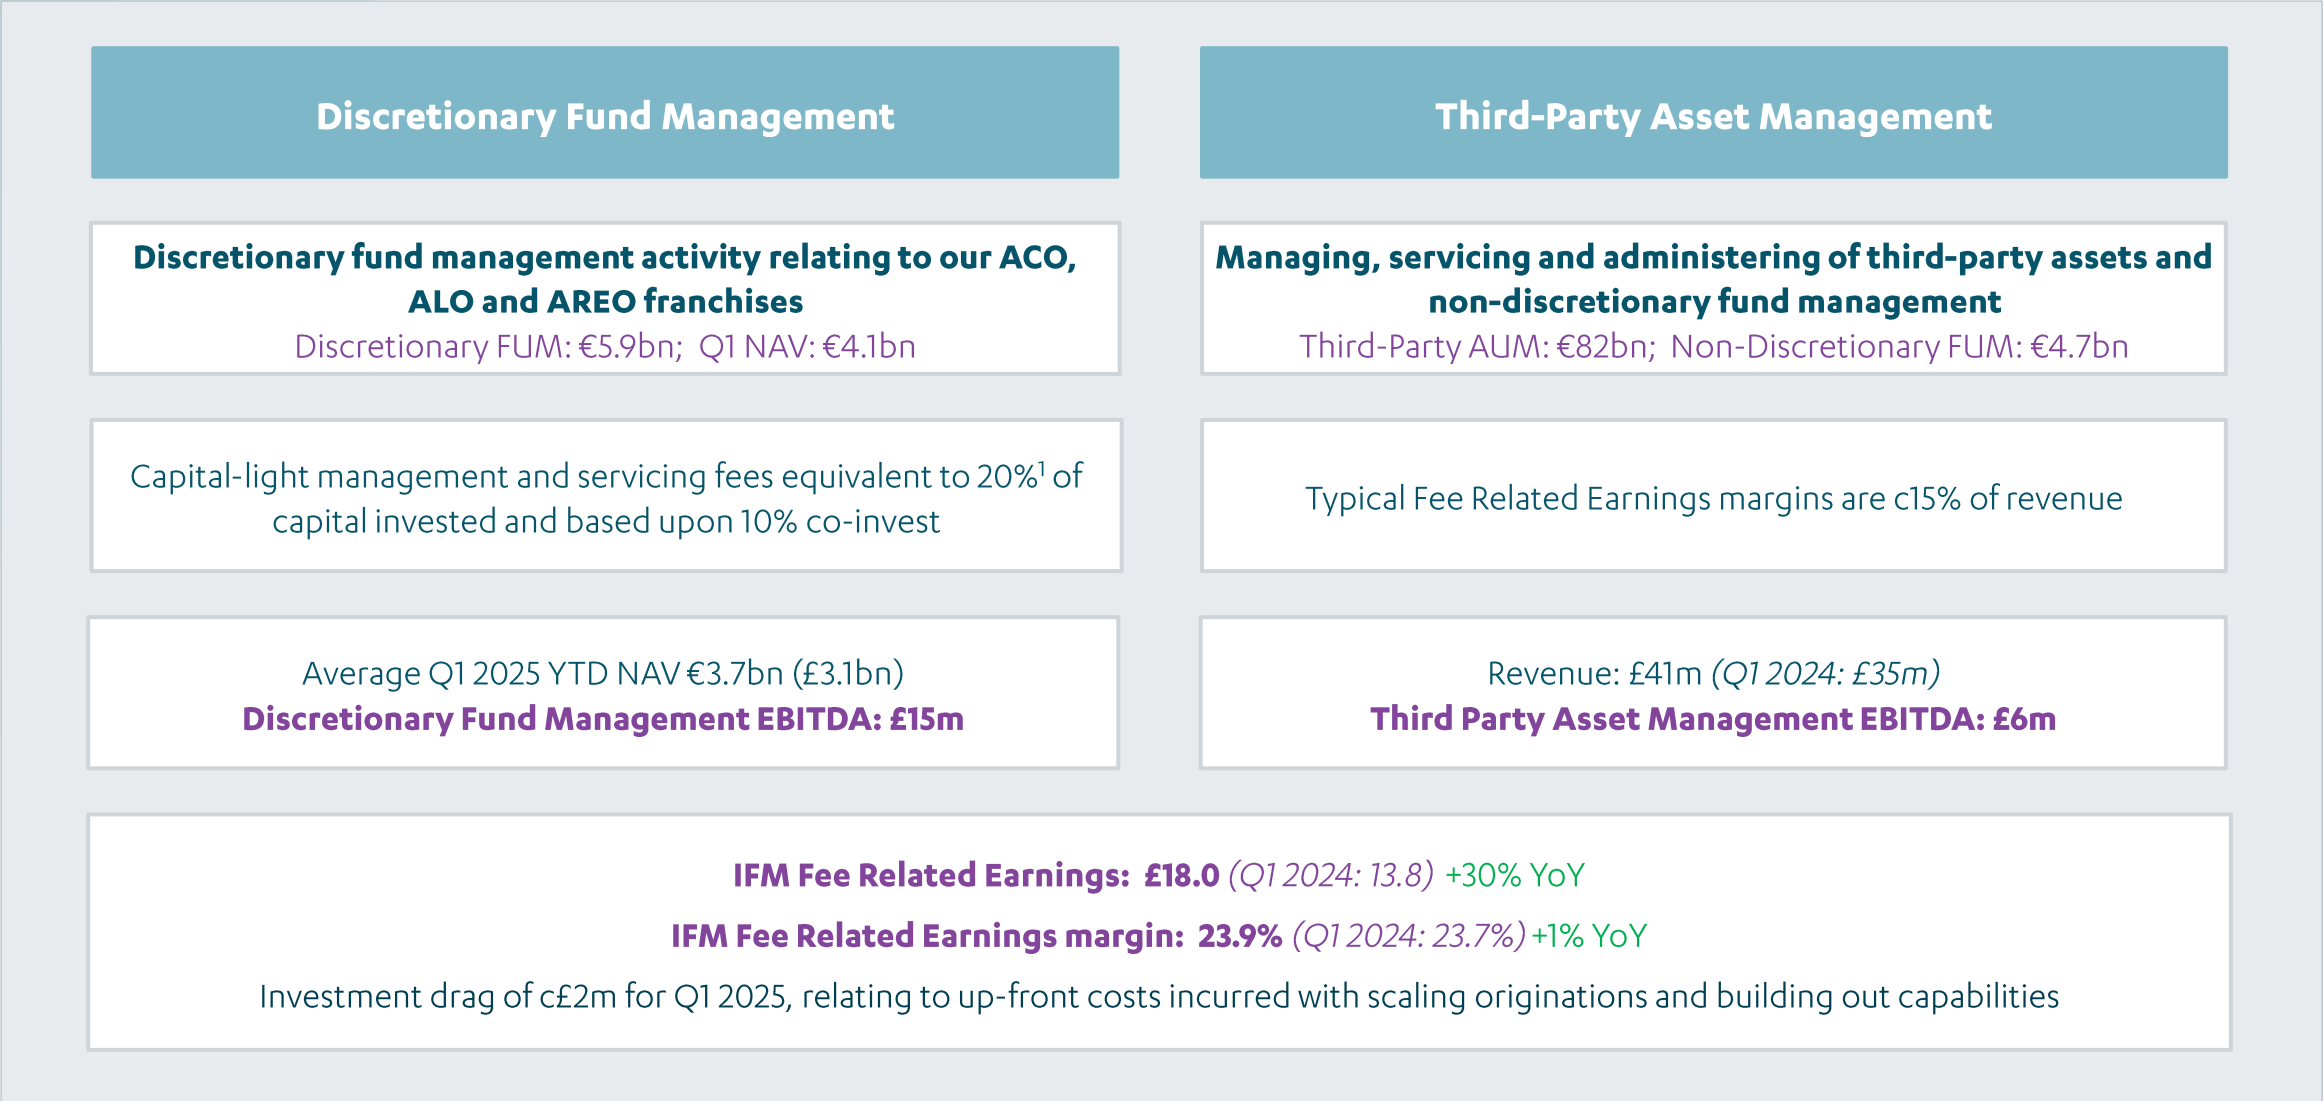 Discretionary Fund Management
Discretionary fund management activity relating to our ACO,
ALO and AREO franchises
Discretionary FUM: €5.9bn; Q1 NAV: €4.1bn
Capital-light management and servicing fees equivalent to 20%¹ of
capital invested and based upon 10% co-invest
Average Q1 2025 YTD NAV €3.7bn (£3.1bn)
Discretionary Fund Management EBITDA: £15m
Third-Party Asset Management
Managing, servicing and administering of third-party assets and
non-discretionary fund management
Third-Party AUM: €82bn; Non-Discretionary FUM: €4.7bn
Typical Fee Related Earnings margins are c15% of revenue
Revenue: £41m (Q1 2024: £35m)
Third Party Asset Management EBITDA: £6m
IFM Fee Related Earnings: £18.0 (Q1 2024: 13.8) +30% YoY
IFM Fee Related Earnings margin: 23.9% (Q1 2024: 23.7%) +1% YoY
Investment drag of c£2m for Q1 2025, relating to up-front costs incurred with scaling originations and building out capabilities